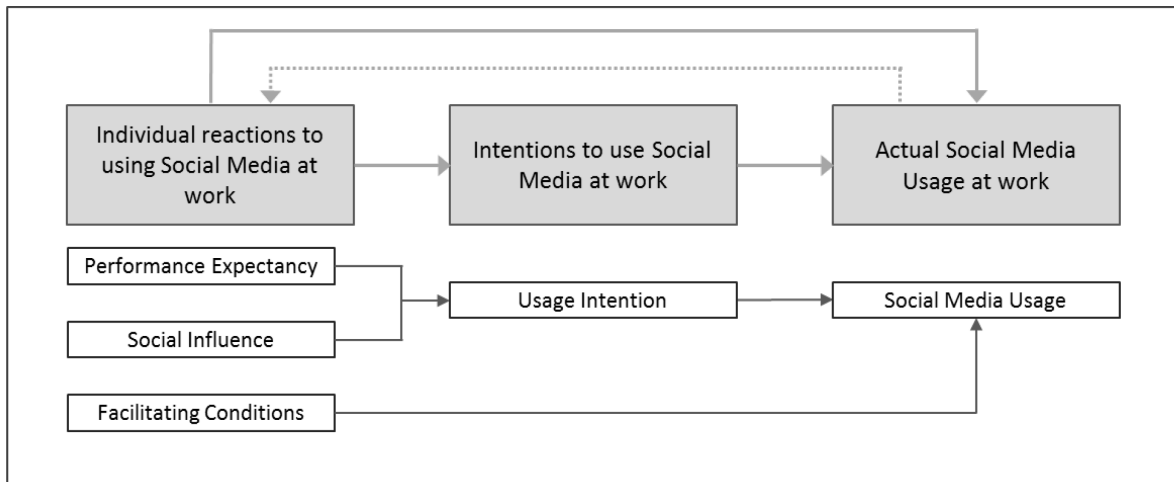 Individual reactions to
using Social Media at
work
Intentions to use Social
Media at work
Actual Social Media
Usage at work
Performance Expectancy
Usage Intention
Social Media Usage
Social Influence
Facilitating Conditions